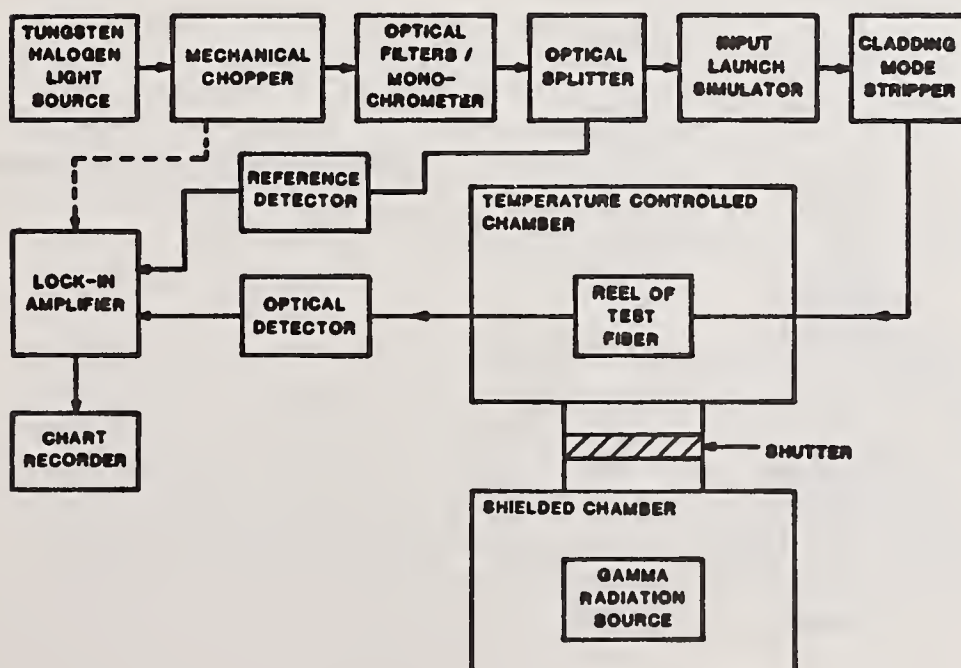 TUNGSTEN
HALOGEN
LIGHT
SOURCE
MECHANICAL
CHOPPER
OPTICAL
FILTERS /
MONO-
CHROMETER
OPTICAL
SPLITTER
INPUT
LAUNCH
SIMULATOR
CLADDING
MODE
STRIPPER
REFERENCE
DETECTOR
TEMPERATURE CONTROLLED
CHAMBER
LOCK-IN
AMPLIFIER
OPTICAL
DETECTOR
REEL OF
TEST
FIBER
CHART
RECORDER
SHUTTER
SHIELDED CHAMBER
GAMMA
RADIATION
SOURCE